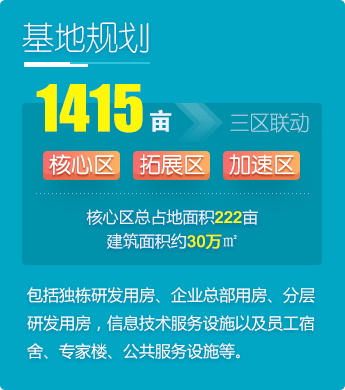 基地规划
1415亩
三区联动
核心区 拓展区 加速区
核心区总占地面积222亩
建筑面积约30万㎡
包括独栋研发用房、企业总部用房、分层
研发用房，信息技术服务设施以及员工宿
舍、专家楼、公共服务设施等。